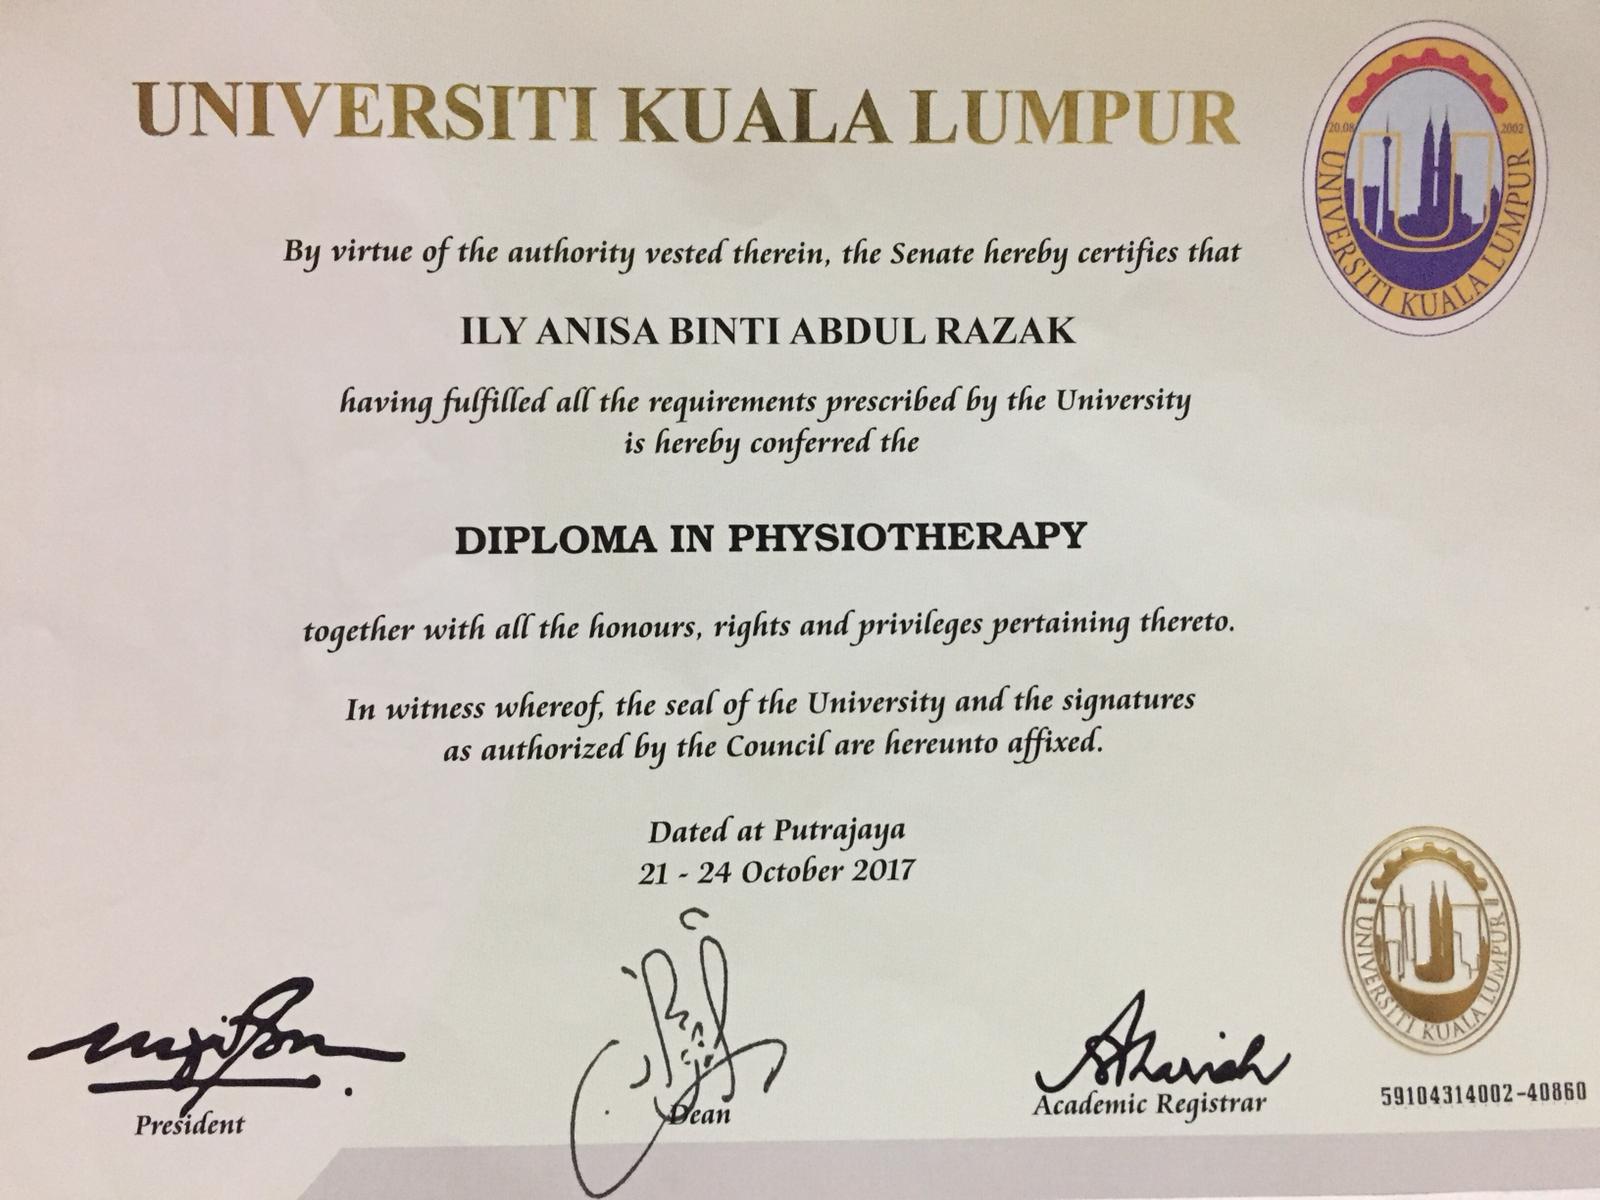 UNIVERSITI KUALA LUMPUR
20.08 2002
UNIVERSITI KUALA LUMPUR
By virtue of the authority vested therein, the Senate hereby certifies that
ILY ANISA BINTI ABDUL RAZAK
having fulfilled all the requirements prescribed by the University
is hereby conferred the
DIPLOMA IN PHYSIOTHERAPY
together with all the honours, rights and privileges pertaining thereto.
In witness whereof, the seal of the University and the signatures
as authorized by the Council are hereunto affixed.
Dated at Putrajaya
21 - 24 October 2017
UNIVERSITI KUALA LUMPUR
President
Dean
Academic Registrar
59104314002-40860